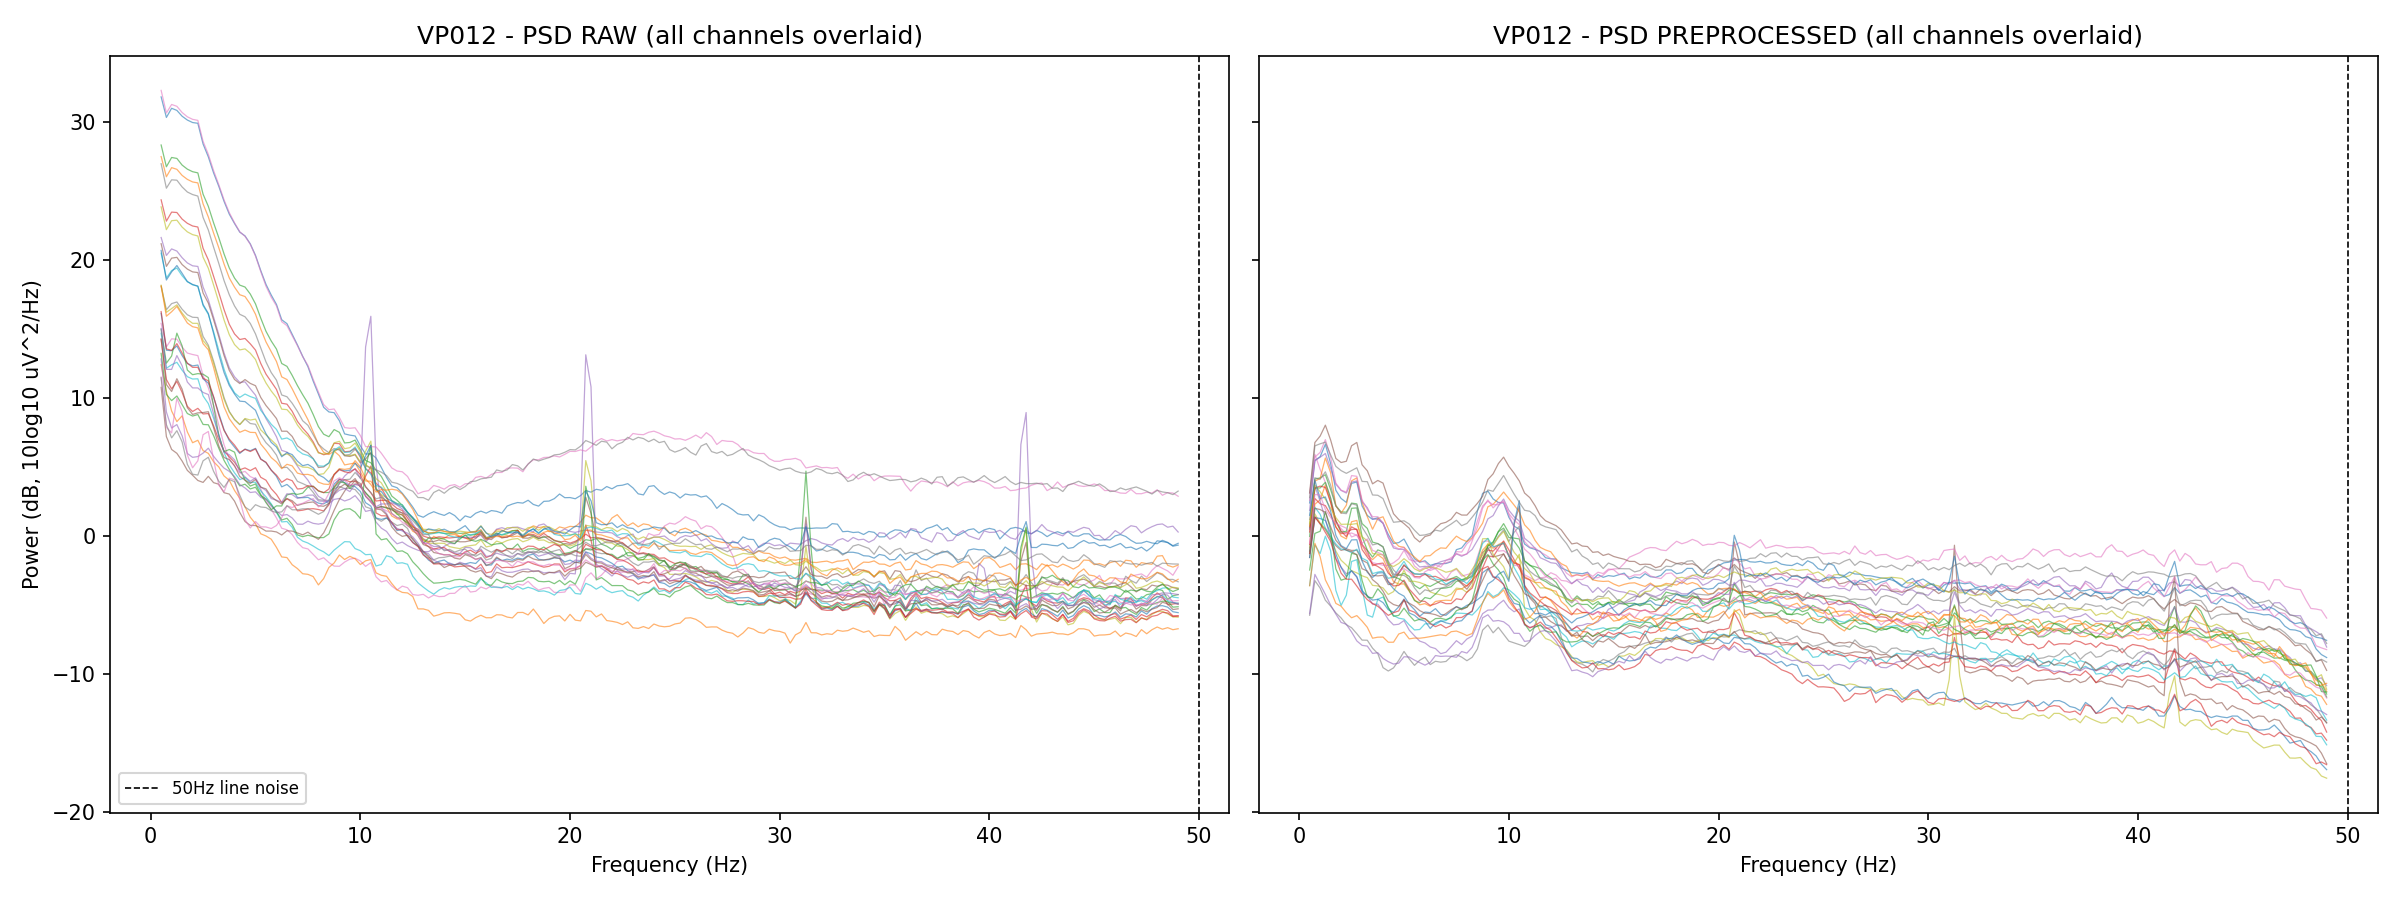 VP012 - PSD RAW (all channels overlaid)
VP012 - PSD PREPROCESSED (all channels overlaid)
Power (dB, 10log10 uV^2/Hz)
30
20
10
0
−10
−20
50Hz line noise
0 10 20 30 40 50
0 10 20 30 40 50
Frequency (Hz)
Frequency (Hz)